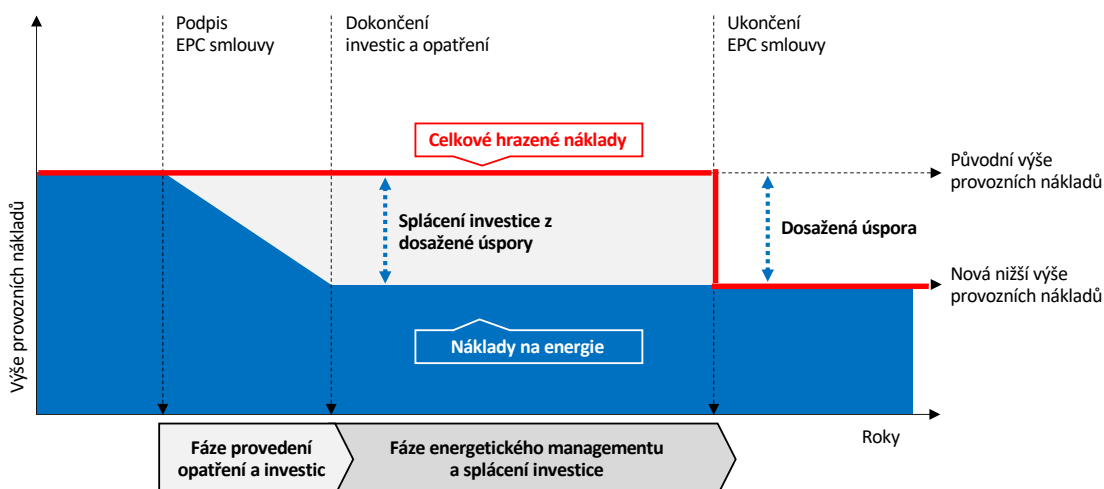 Podpis
EPC smlouvy
Dokončení
investic a opatření
Ukončení
EPC smlouvy
Celkové hrazené náklady
Původní výše
provozních nákladů
Splácení investice z
dosažené úspory
Dosažená úspora
Nová nižší výše
provozních nákladů
Náklady na energie
Výše provozních nákladů
Roky
Fáze provedení
opatření a investic
Fáze energetického managementu
a splácení investice